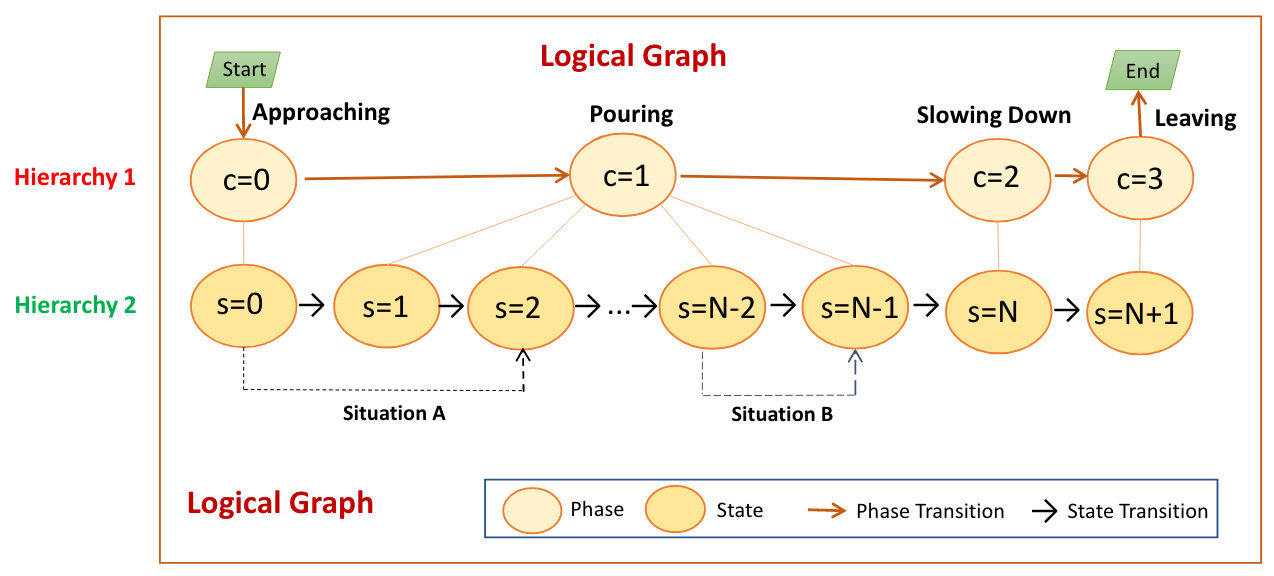 Logical Graph
Start
End
Approaching
Pouring
Slowing Down
Leaving
Hierarchy 1
c=0
c=1
c=2
c=3
Hierarchy 2
s=0
s=1
s=2
...
s=N-2
s=N-1
s=N
s=N+1
Situation A
Situation B
Logical Graph
Phase
State
Phase Transition
State Transition